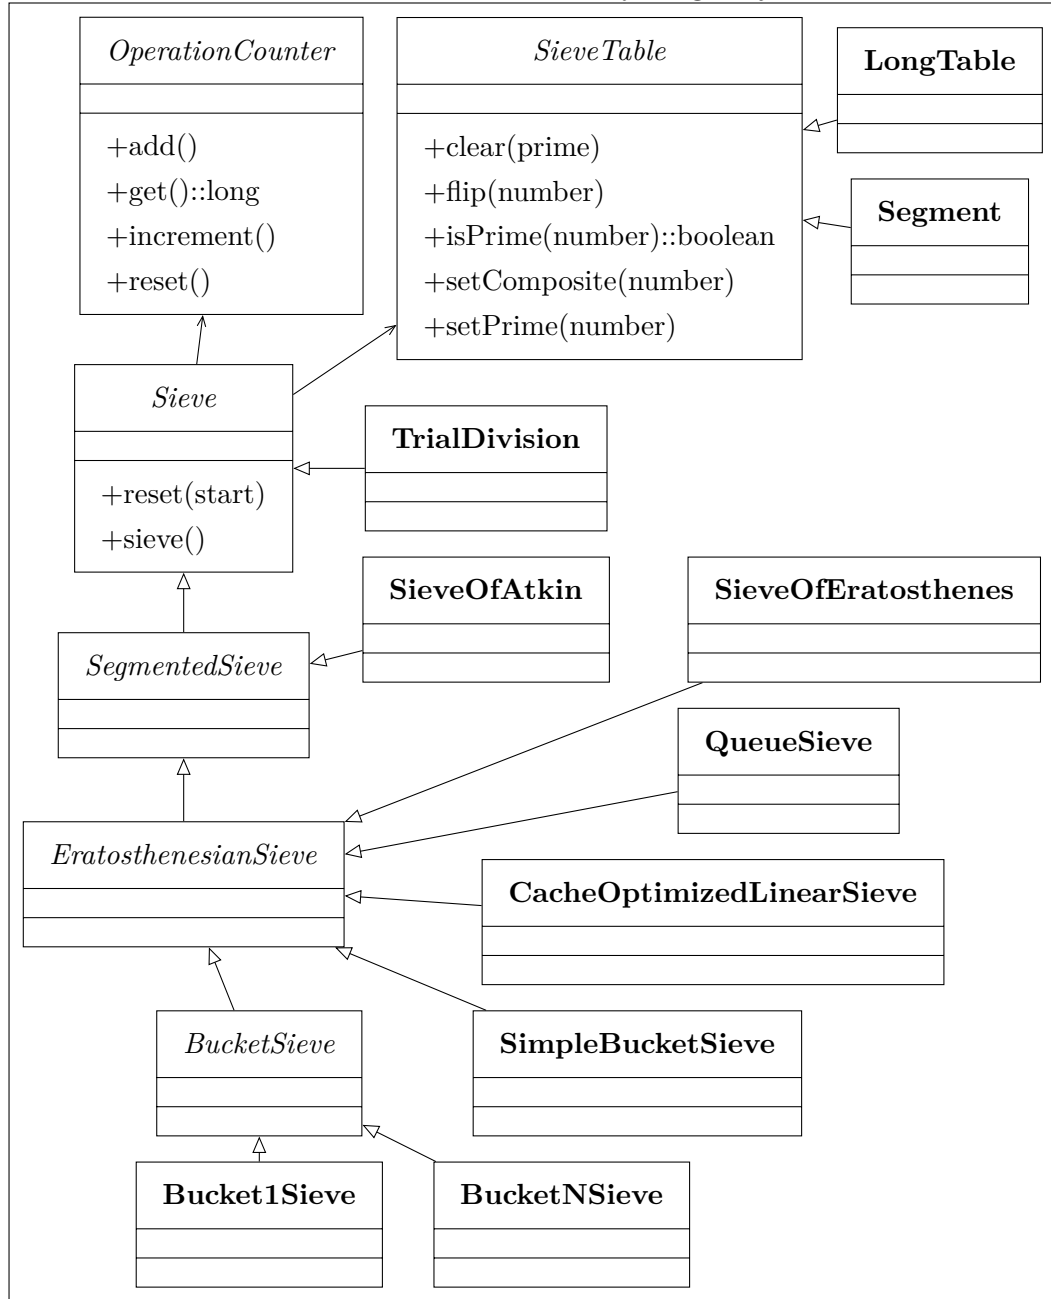 OperationCounter
+add()
+get()::long
+increment()
+reset()
SieveTable
+clear(prime)
+flip(number)
+isPrime(number)::boolean
+setComposite(number)
+setPrime(number)
LongTable
Segment
Sieve
+reset(start)
+sieve()
TrialDivision
SieveOfAtkin
SieveOfEratosthenes
SegmentedSieve
QueueSieve
EratosthenesianSieve
CacheOptimizedLinearSieve
BucketSieve
SimpleBucketSieve
Bucket1Sieve
BucketNSieve